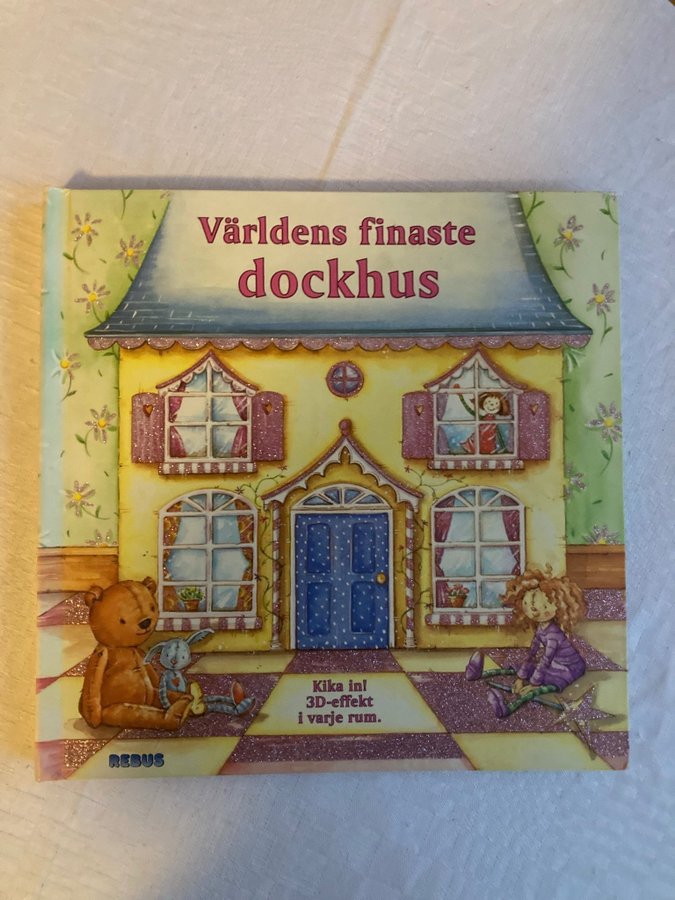 Världens finaste
dockhus
Kika in!
3D-effekt
i varje rum.
REBUS